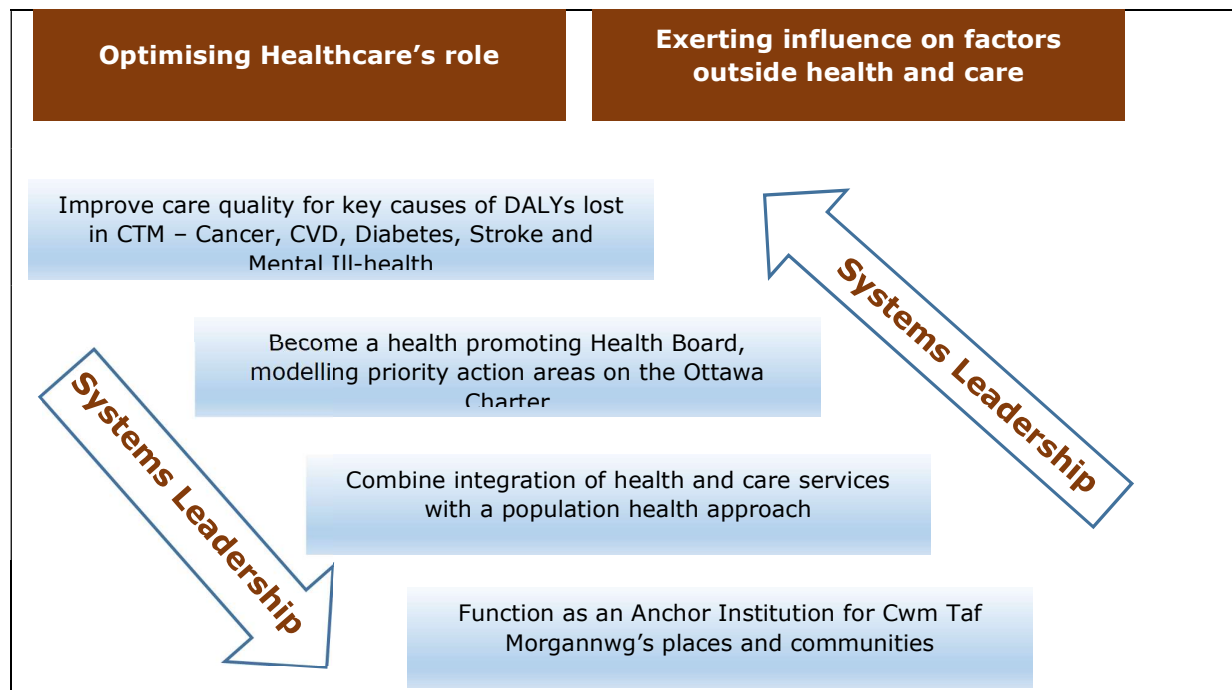 Optimising Healthcare’s role
Exerting influence on factors
outside health and care
Improve care quality for key causes of DALYs lost
in CTM – Cancer, CVD, Diabetes, Stroke and
Mental Ill-health
Systems Leadership
Become a health promoting Health Board,
modelling priority action areas on the Ottawa
Charter
Systems Leadership
Combine integration of health and care services
with a population health approach
Function as an Anchor Institution for Cwm Taf
Morgannwg’s places and communities